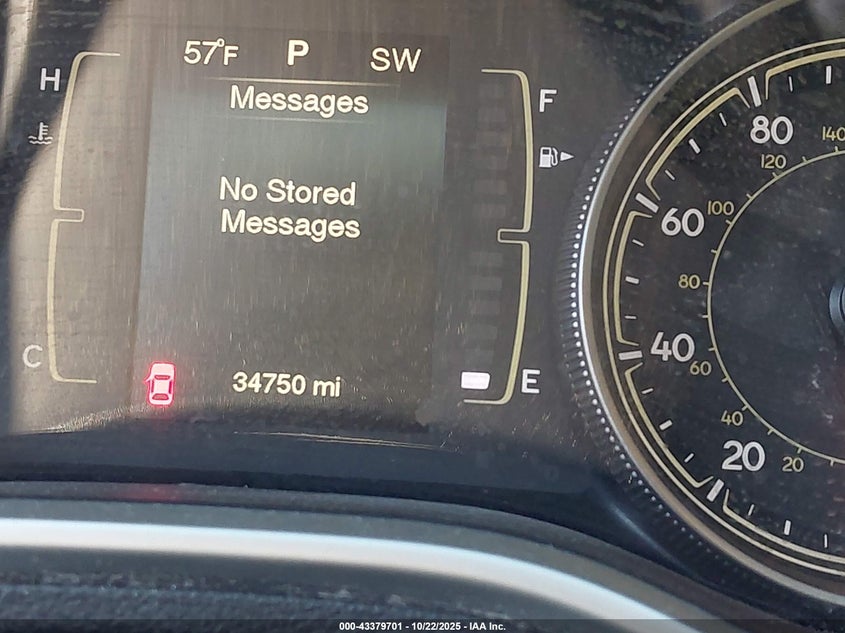 57°F P SW
Messages
No Stored
Messages
34750 mi
H
C
F
E
80
60
40
20
140
120
100
80
60
40
20
000-43379701 - 10/22/2025 - IAA Inc.